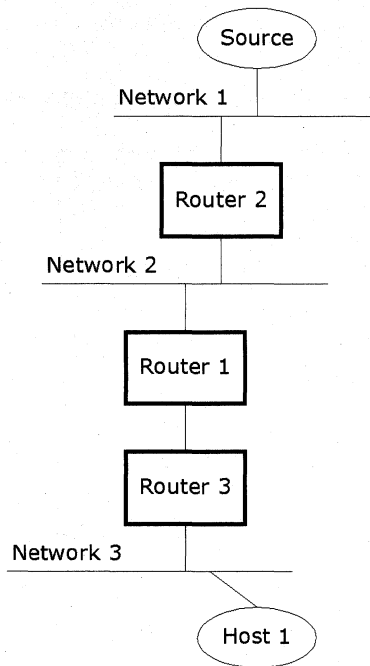 Source
Network 1
Router 2
Network 2
Router 1
Router 3
Network 3
Host 1